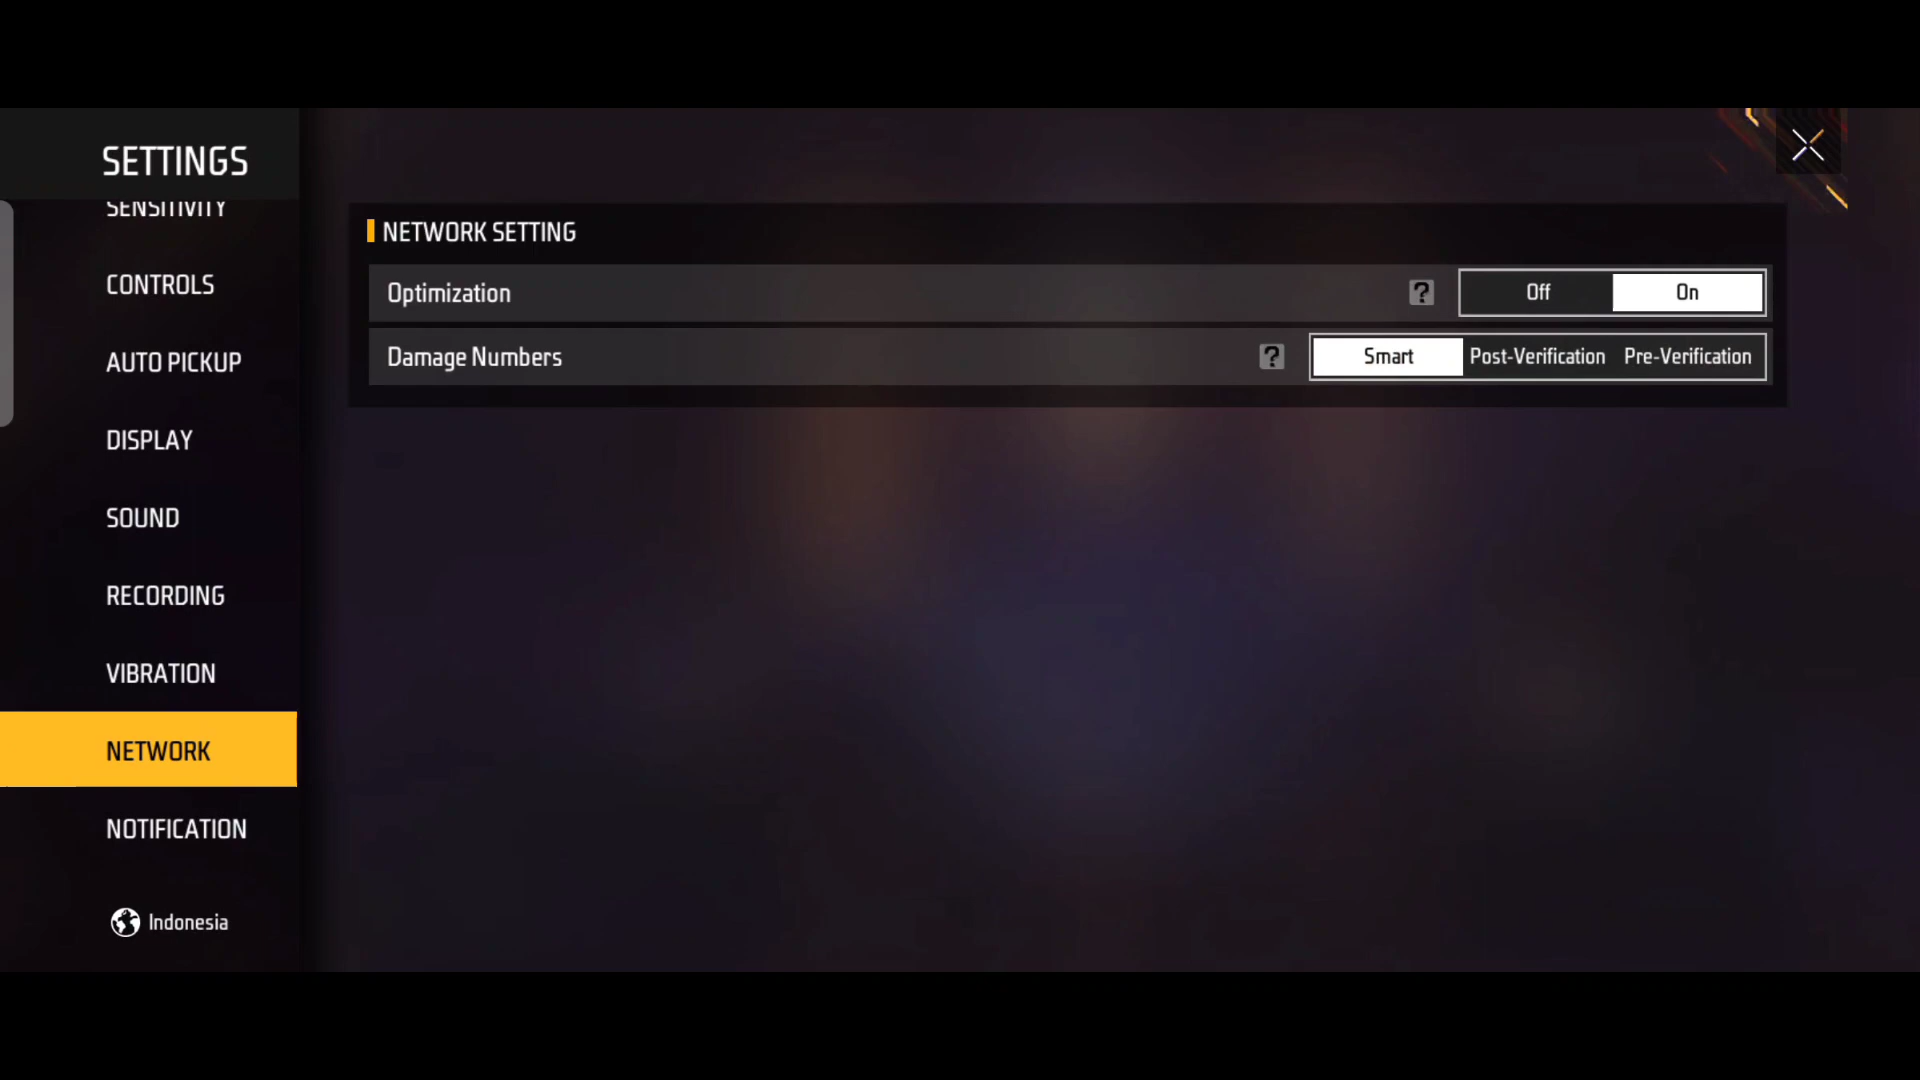 SETTINGS
SENSITIVITY
CONTROLS
AUTO PICKUP
DISPLAY
SOUND
RECORDING
VIBRATION
NETWORK
NOTIFICATION
Indonesia
NETWORK SETTING
Optimization ? Off On
Damage Numbers ? Smart Post-Verification Pre-Verification